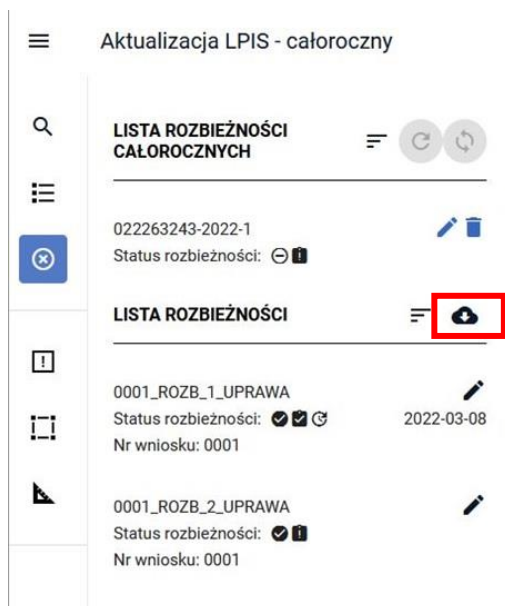 Aktualizacja LPIS - całoroczny
LISTA ROZBIEŻNOŚCI
CAŁOROCZNYCH
022263243-2022-1
Status rozbieżności:
LISTA ROZBIEŻNOŚCI
0001_ROZB_1_UPRAWA
Status rozbieżności: 2022-03-08
Nr wniosku: 0001
0001_ROZB_2_UPRAWA
Status rozbieżności:
Nr wniosku: 0001